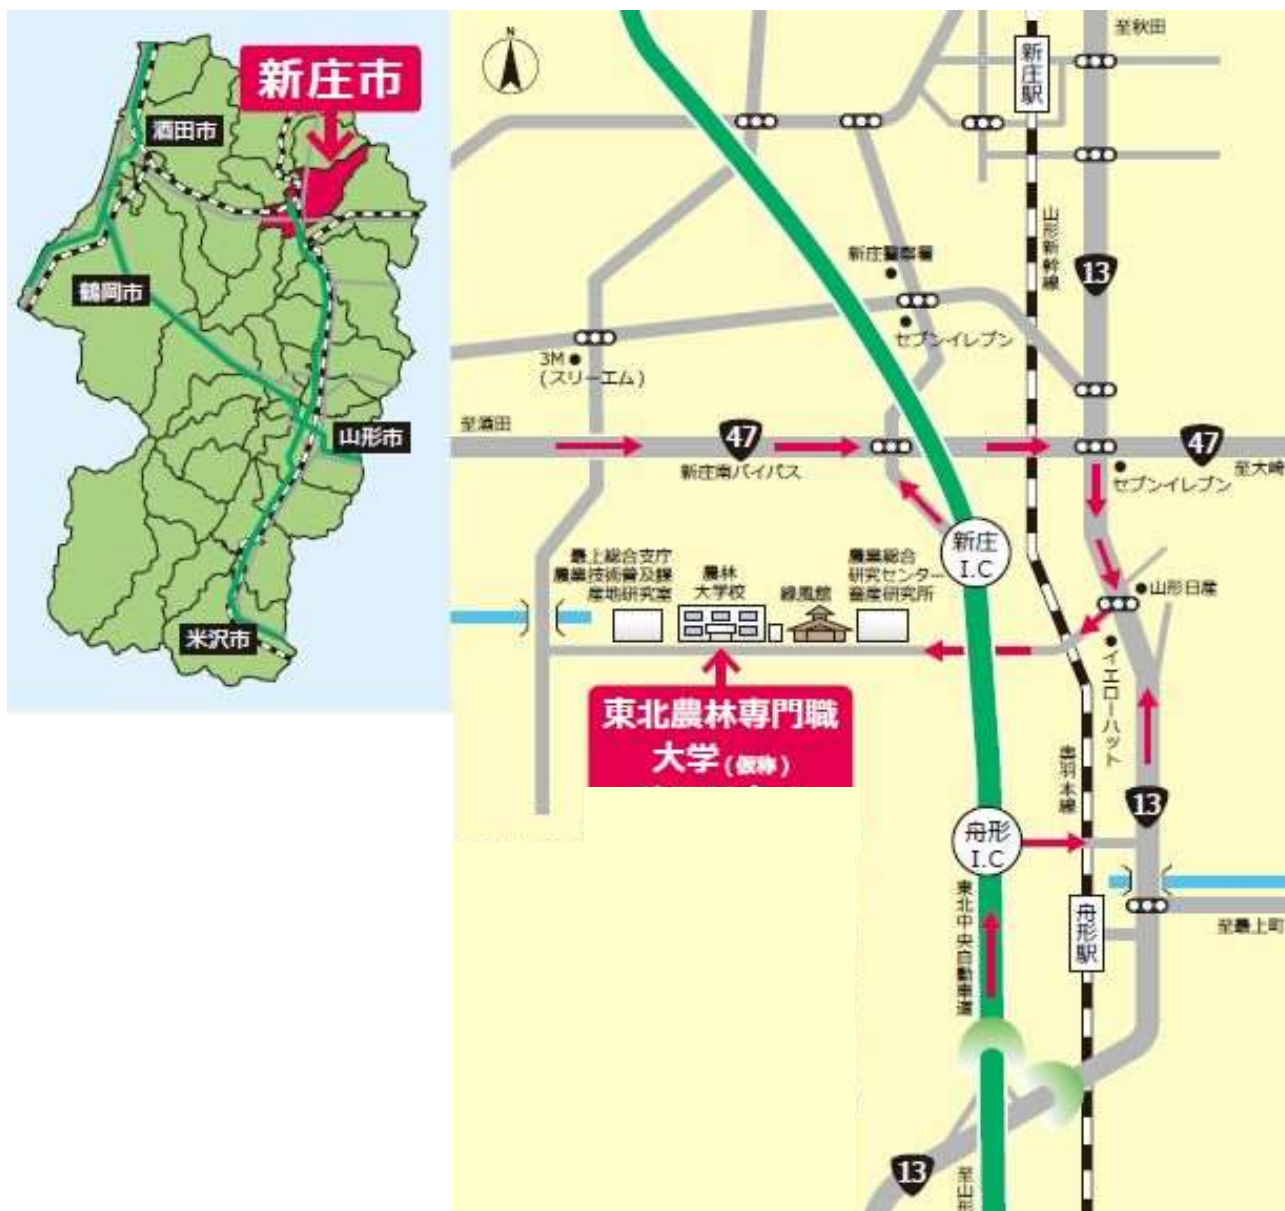 新庄市
酒田市
鶴岡市
山形市
米沢市
N
至秋田
新庄駅
山形新幹線
13
新庄警察署
セブンイレブン
3M
(スリーエム)
至酒田
47
新庄南バイパス
47
至大崎
セブンイレブン
新庄
I.C
最上総合支庁
農業技術普及課
産地研究室
農林
大学校
緑風館
農業総合
研究センター
畜産研究所
山形日産
イエローハット
東北農林専門職
大学(仮称)
奥羽本線
13
舟形
I.C
東北中央自動車道
舟形駅
至最上町
13
至山形